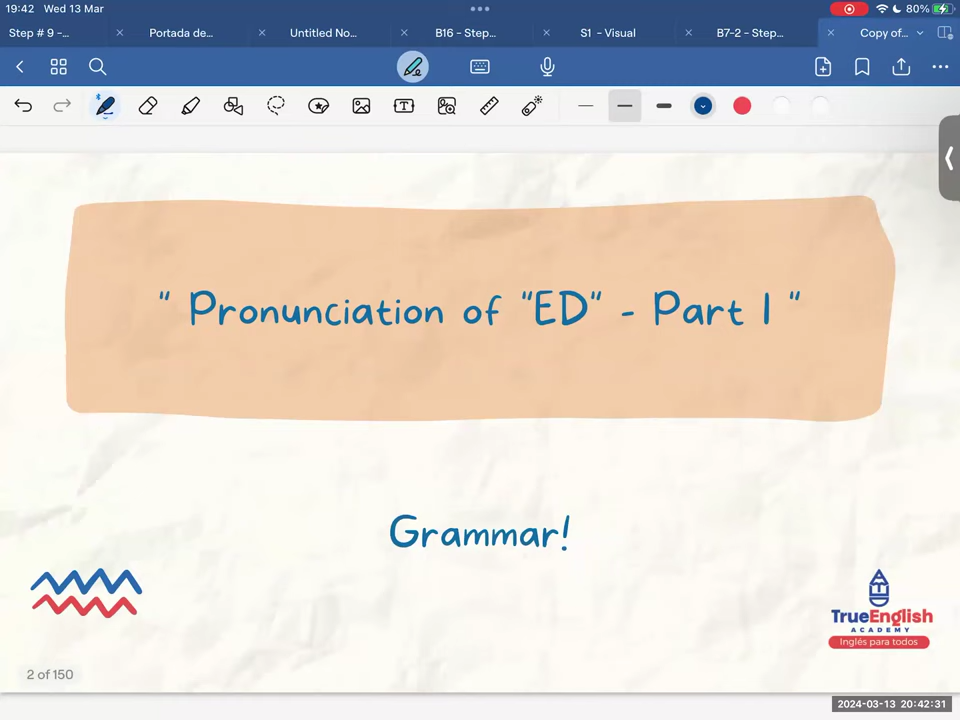 19:42 Wed 13 Mar
80%
Step # 9 –...
Portada de...
Untitled No...
B16 – Step...
S1 – Visual
B7-2 – Step...
Copy of...
" Pronunciation of "ED" - Part 1 "
Grammar!
TrueEnglish
ACADEMY
Inglés para todos
2 of 150
2024-03-13 20:42:31